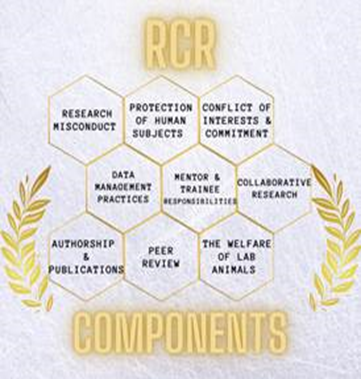 RCR
RESEARCH
MISCONDUCT
PROTECTION
OF HUMAN
SUBJECTS
CONFLICT OF
INTERESTS &
COMMITMENT
DATA
MANAGEMENT
PRACTICES
MENTOR &
TRAINEE
RESPONSIBILITIES
COLLABORATIVE
RESEARCH
AUTHORSHIP
&
PUBLICATIONS
PEER
REVIEW
THE WELFARE
OF LAB
ANIMALS
COMPONENTS